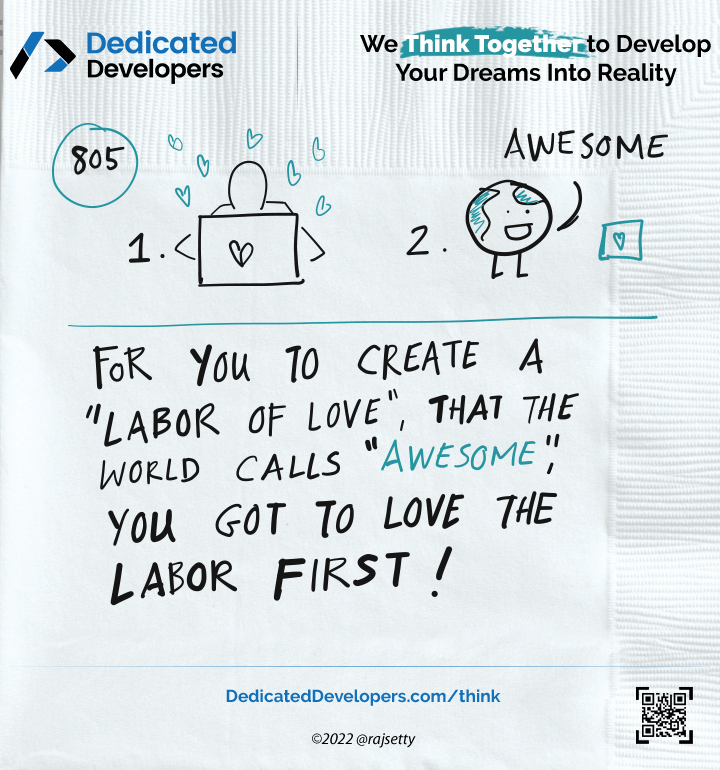 Dedicated
Developers
We Think Together to Develop
Your Dreams Into Reality
805
AWESOME
1.
2.
FOR YOU TO CREATE A
"LABOR OF LOVE", THAT THE
WORLD CALLS "AWESOME",
YOU GOT TO LOVE THE
LABOR FIRST!
DedicatedDevelopers.com/think
©2022 @rajsetty